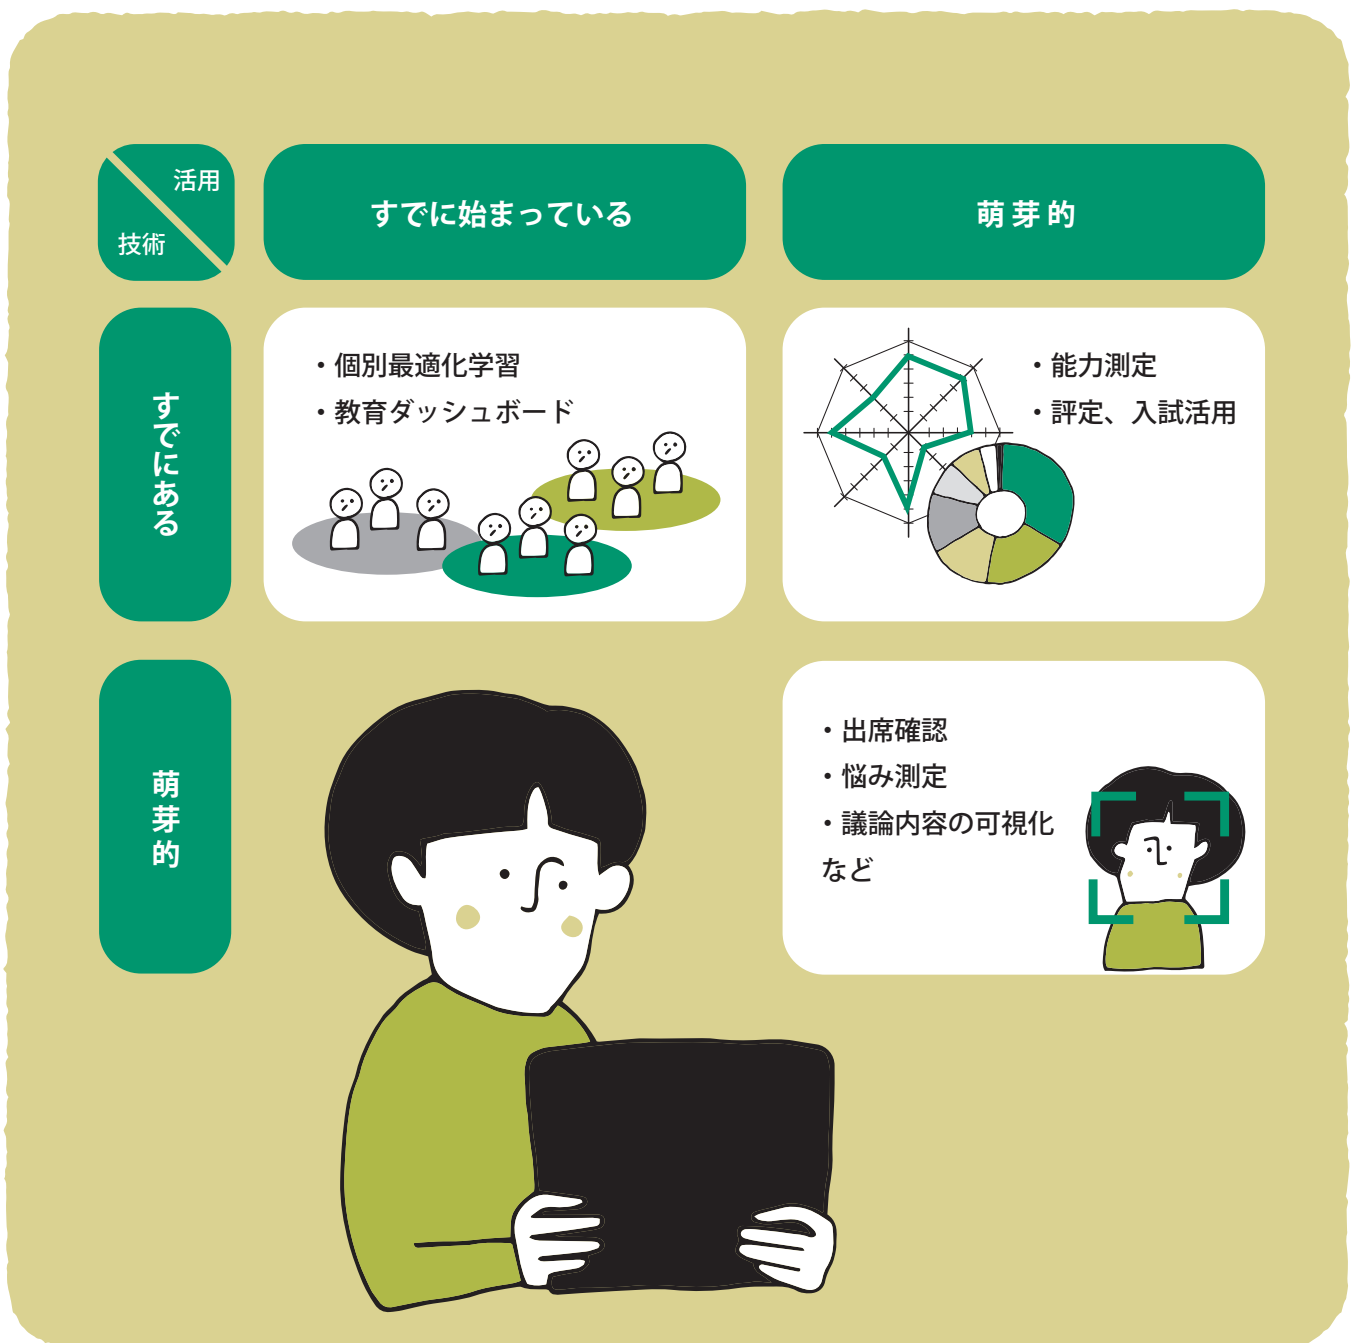 活用
技術
すでに始まっている
萌芽的
すでにある
・個別最適化学習
・教育ダッシュボード
・能力測定
・評定、入試活用
萌芽的
・出席確認
・悩み測定
・議論内容の可視化
など